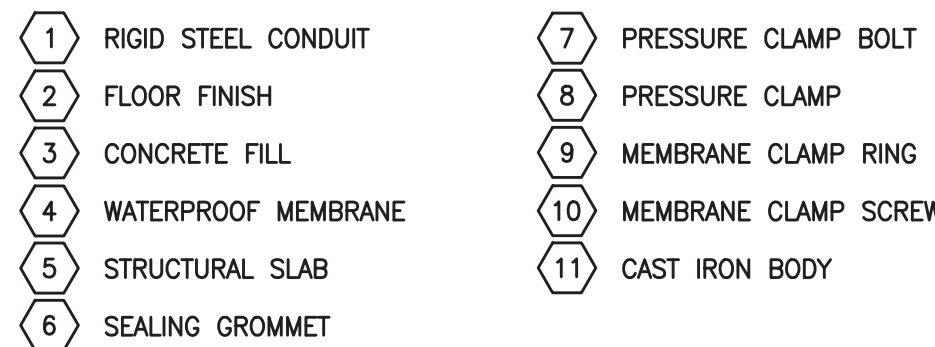 1 RIGID STEEL CONDUIT
2 FLOOR FINISH
3 CONCRETE FILL
4 WATERPROOF MEMBRANE
5 STRUCTURAL SLAB
6 SEALING GROMMET
7 PRESSURE CLAMP BOLT
8 PRESSURE CLAMP
9 MEMBRANE CLAMP RING
10 MEMBRANE CLAMP SCREW
11 CAST IRON BODY